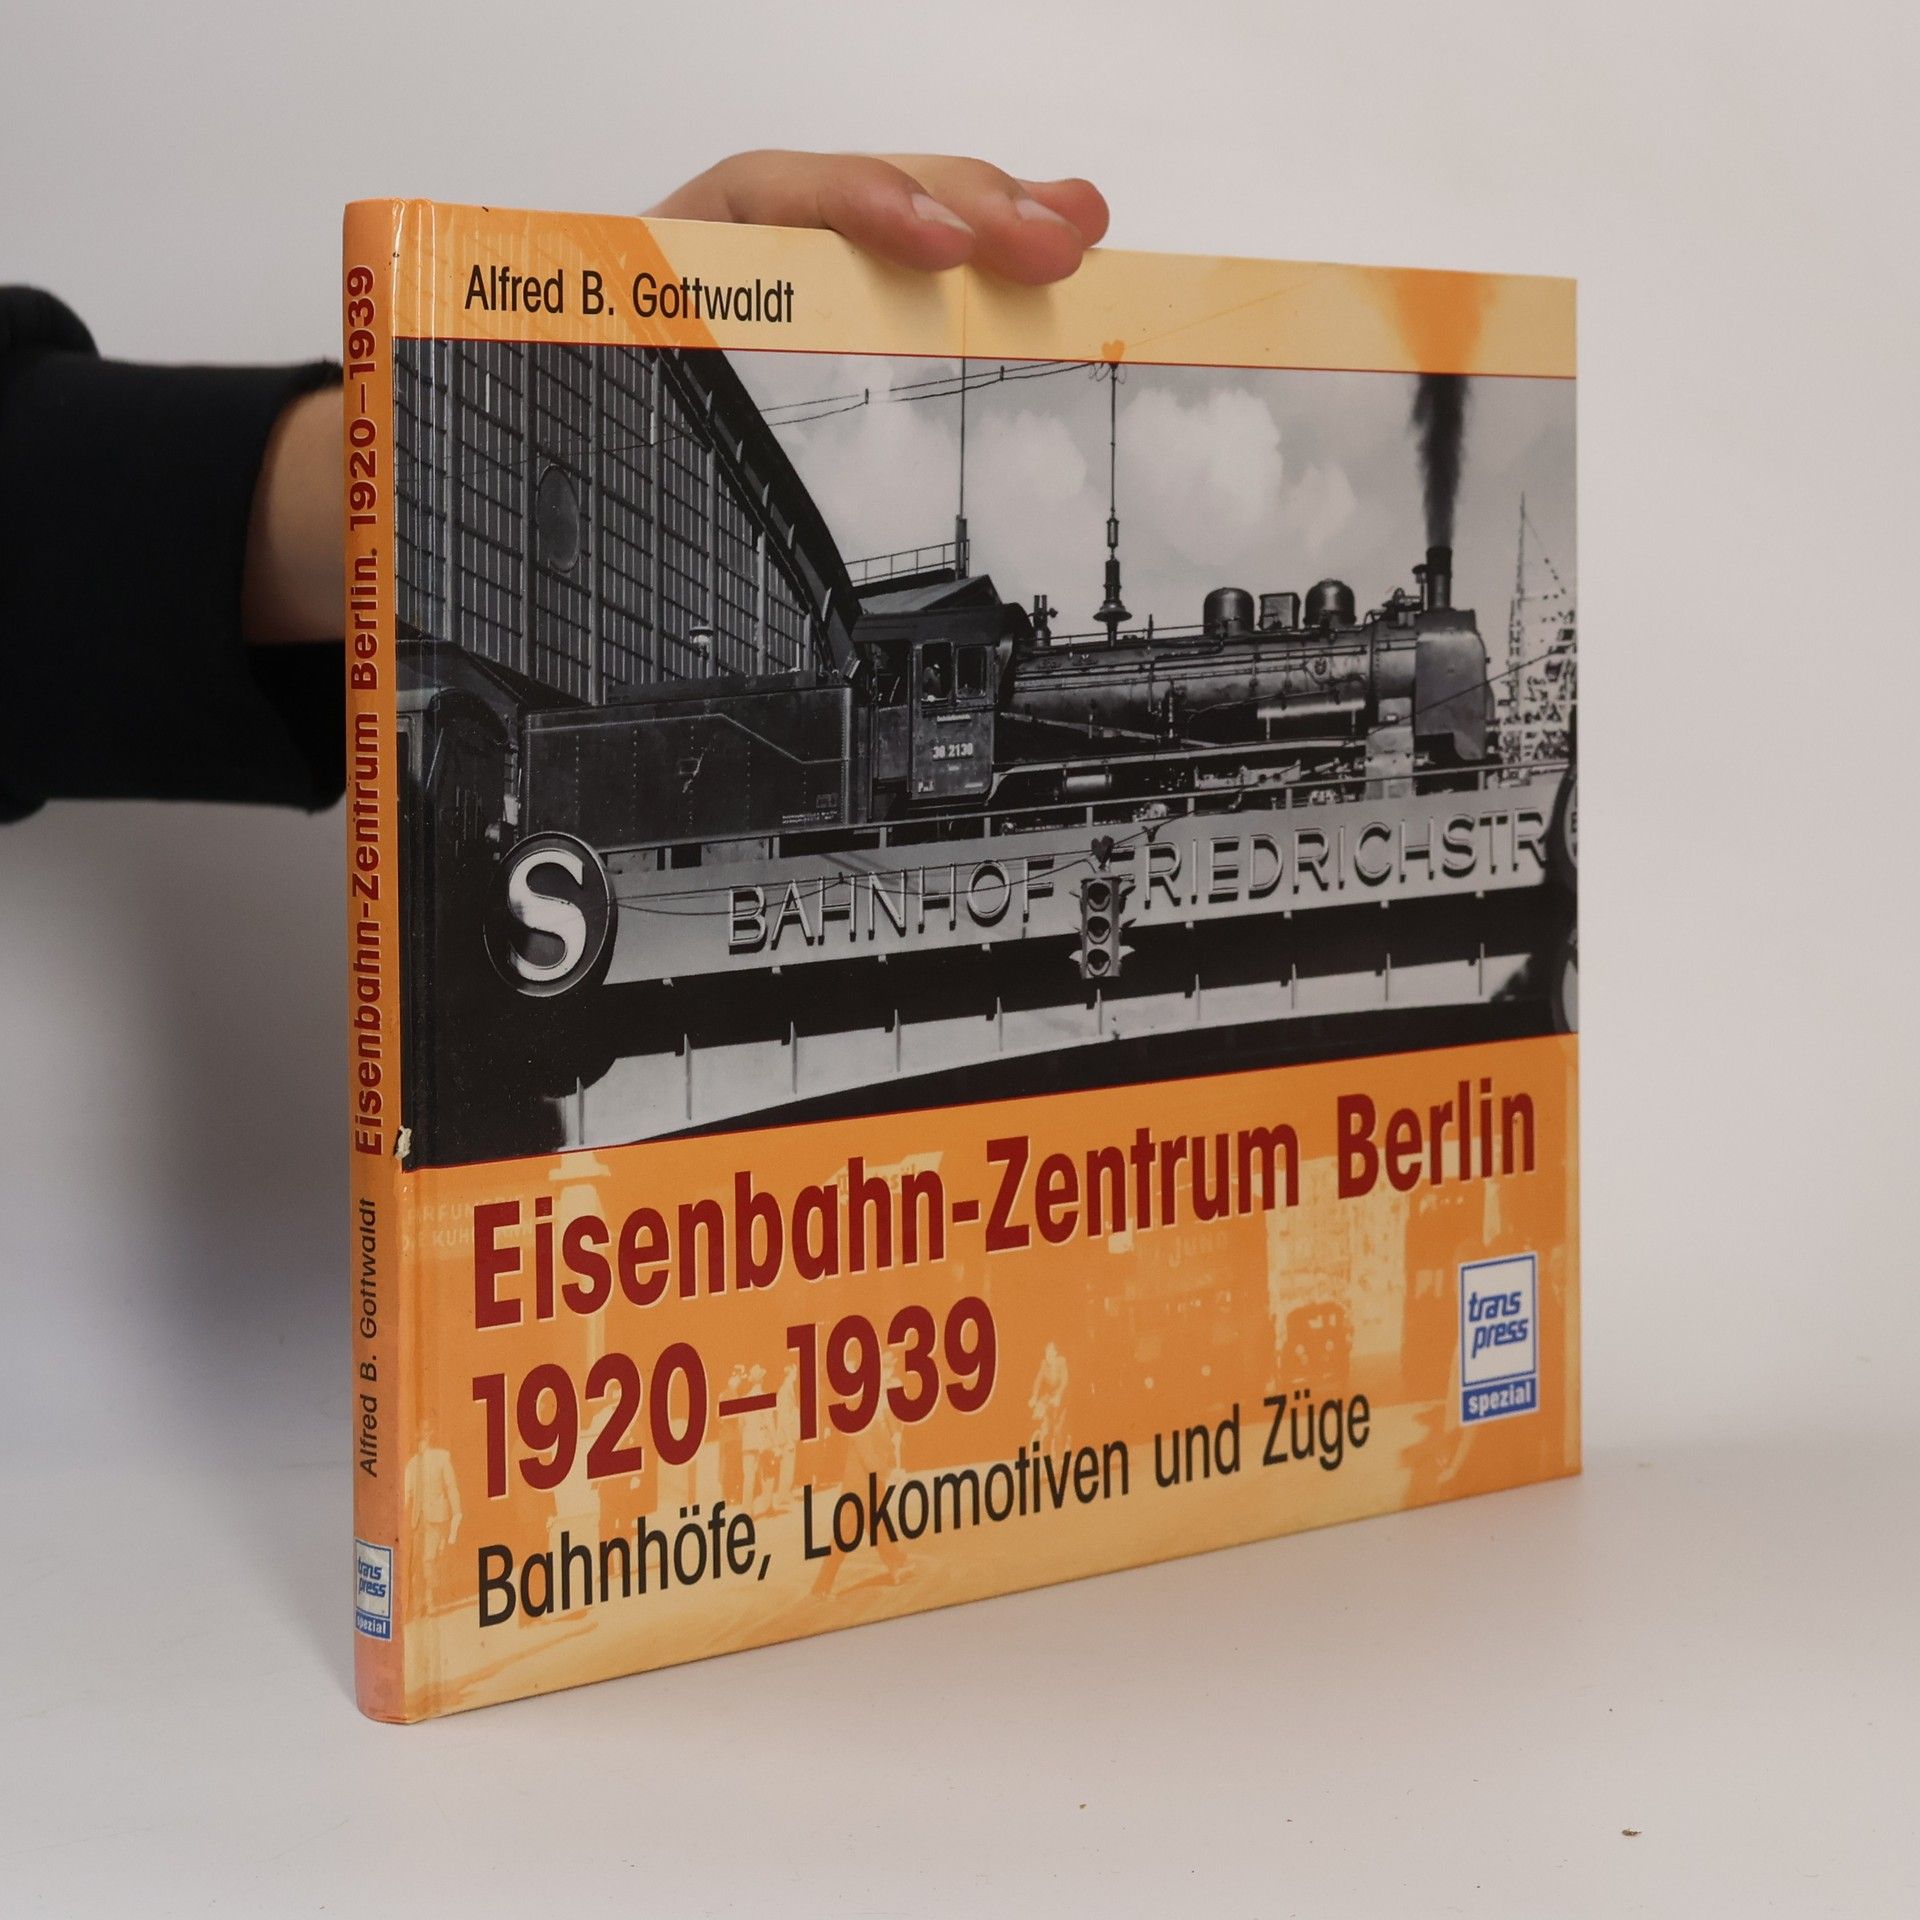 Alfred B. Gottwaldt
38 2130
S
BAHNHOF FRIEDRICHSTR
Eisenbahn-Zentrum Berlin
1920–1939
Bahnhöfe, Lokomotiven und Züge
trans
press
spezial
Eisenbahn-Zentrum Berlin. 1920–1939
Alfred B. Gottwaldt
trans
press
spezial